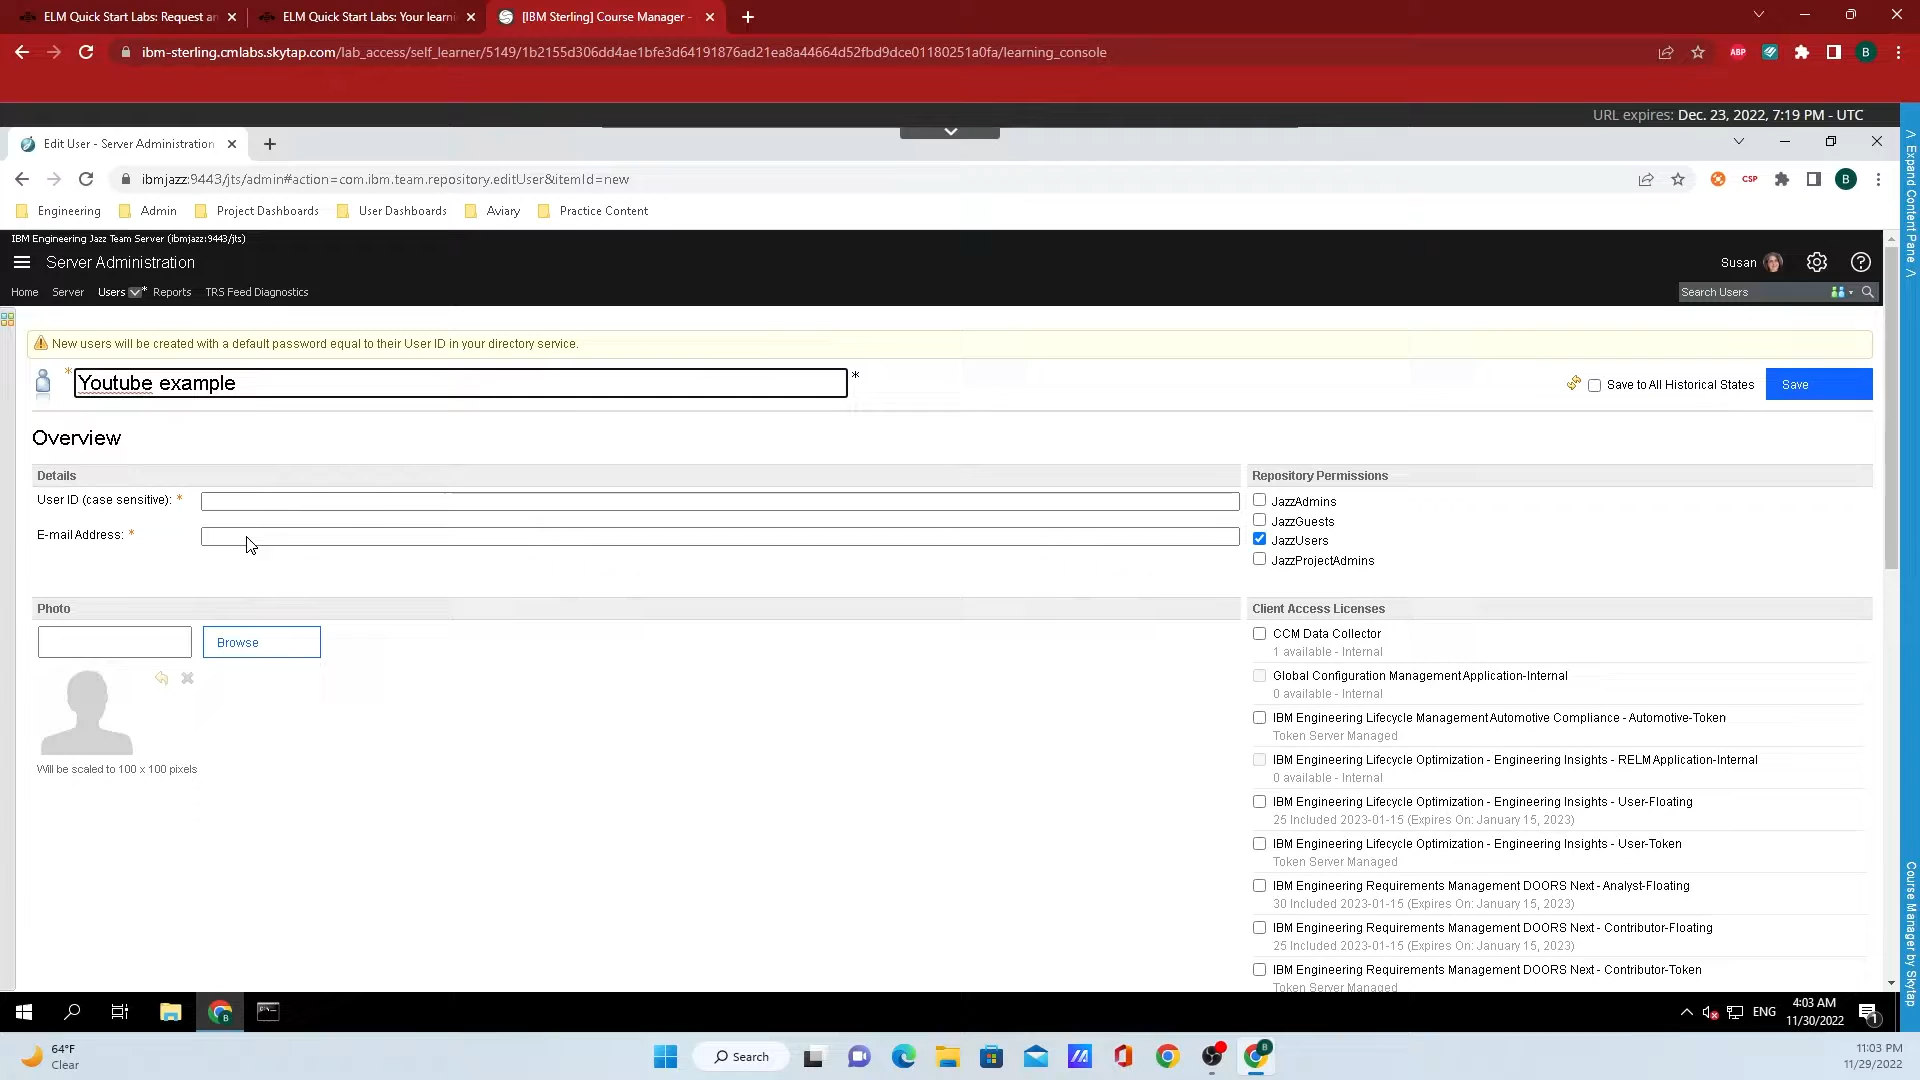 ELM Quick Start Labs: Request an
ELM Quick Start Labs: Your learni
[IBM Sterling] Course Manager -
ibm-sterling.cmlabs.skytap.com/lab_access/self_learner/5149/1b2155d306dd4ae1bfe3d64191876ad21ea8a44664d52fbd9dce01180251a0fa/learning_console
ABP
B
URL expires: Dec. 23, 2022, 7:19 PM - UTC
Edit User - Server Administration
ibmjazz:9443/jts/admin#action=com.ibm.team.repository.editUser&itemId=new
CSP
B
Engineering
Admin
Project Dashboards
User Dashboards
Aviary
Practice Content
IBM Engineering Jazz Team Server (ibmjazz:9443/jts)
Server Administration
Susan
Home
Server
Users
Reports
TRS Feed Diagnostics
Search Users
New users will be created with a default password equal to their User ID in your directory service.
* Youtube example *
Save to All Historical States
Save
Overview
Details
User ID (case sensitive): *
E-mail Address: *
Repository Permissions
JazzAdmins
JazzGuests
JazzUsers
JazzProjectAdmins
Photo
Browse
Will be scaled to 100 x 100 pixels
Client Access Licenses
CCM Data Collector
1 available - Internal
Global Configuration Management Application-Internal
0 available - Internal
IBM Engineering Lifecycle Management Automotive Compliance - Automotive-Token
Token Server Managed
IBM Engineering Lifecycle Optimization - Engineering Insights - RELM Application-Internal
0 available - Internal
IBM Engineering Lifecycle Optimization - Engineering Insights - User-Floating
25 Included 2023-01-15 (Expires On: January 15, 2023)
IBM Engineering Lifecycle Optimization - Engineering Insights - User-Token
Token Server Managed
IBM Engineering Requirements Management DOORS Next - Analyst-Floating
30 Included 2023-01-15 (Expires On: January 15, 2023)
IBM Engineering Requirements Management DOORS Next - Contributor-Floating
25 Included 2023-01-15 (Expires On: January 15, 2023)
IBM Engineering Requirements Management DOORS Next - Contributor-Token
Token Server Managed
< Expand Content Pane <
Course Manager by Skytap
ENG
4:03 AM
11/30/2022
1
64°F
Clear
Search
B
11:03 PM
11/29/2022